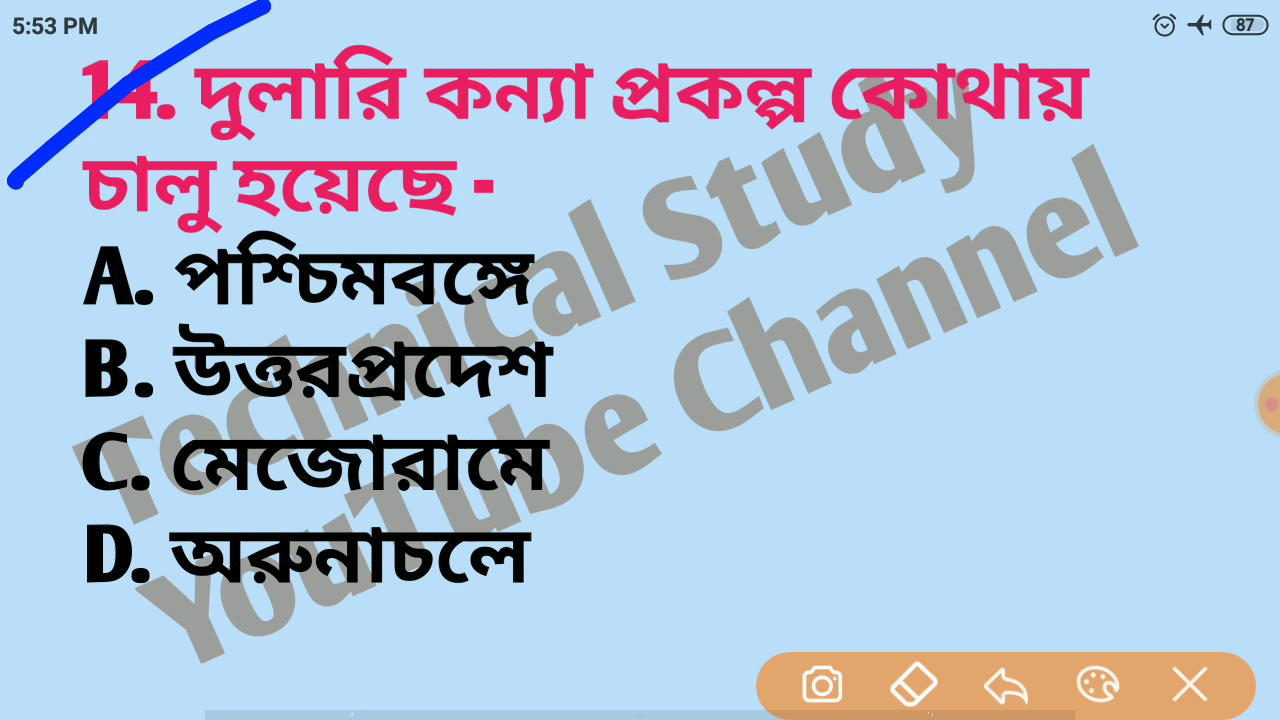 5:53 PM
87
14. দুলারি কন্যা প্রকল্প কোথায়
চালু হয়েছে -
A. পশ্চিমবঙ্গে
B. উত্তরপ্রদেশ
C. মেজোরামে
D. অরুনাচলে
Technical Study
YouTube Channel